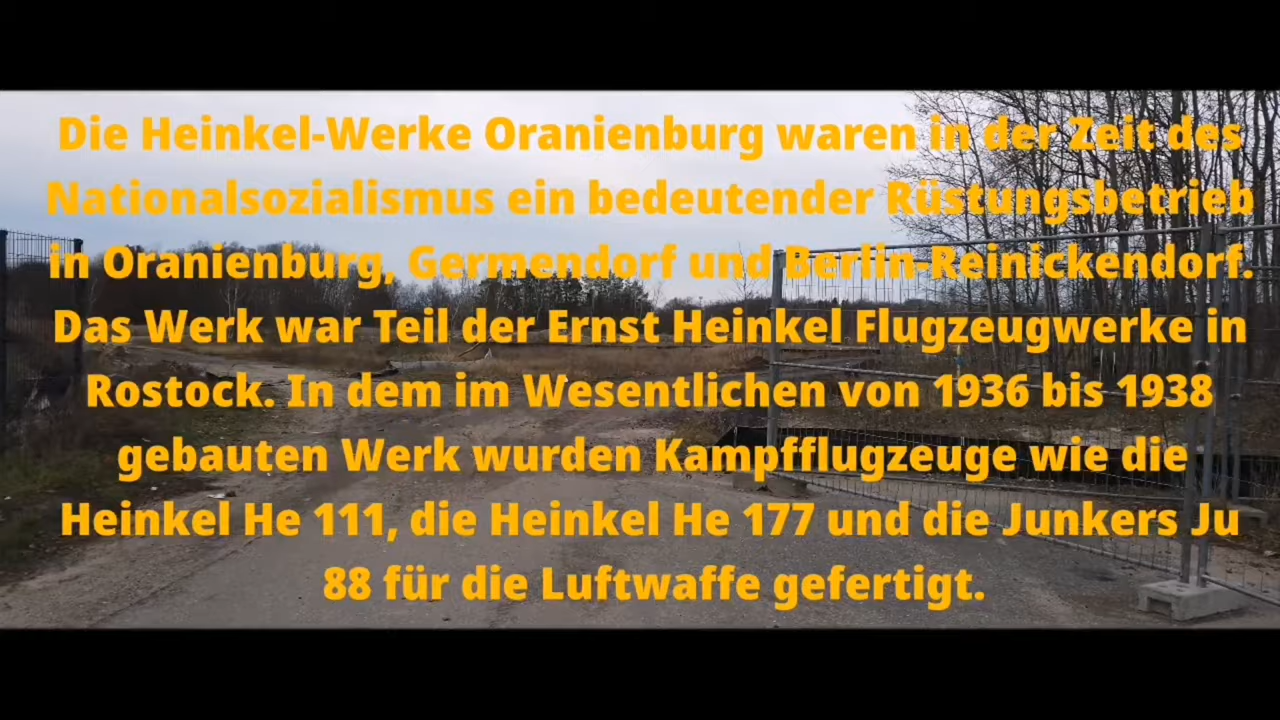 Die Heinkel-Werke Oranienburg waren in der Zeit des
Nationalsozialismus ein bedeutender Rüstungsbetrieb
in Oranienburg, Germendorf und Berlin-Reinickendorf.
Das Werk war Teil der Ernst Heinkel Flugzeugwerke in
Rostock. In dem im Wesentlichen von 1936 bis 1938
gebauten Werk wurden Kampfflugzeuge wie die
Heinkel He 111, die Heinkel He 177 und die Junkers Ju
88 für die Luftwaffe gefertigt.